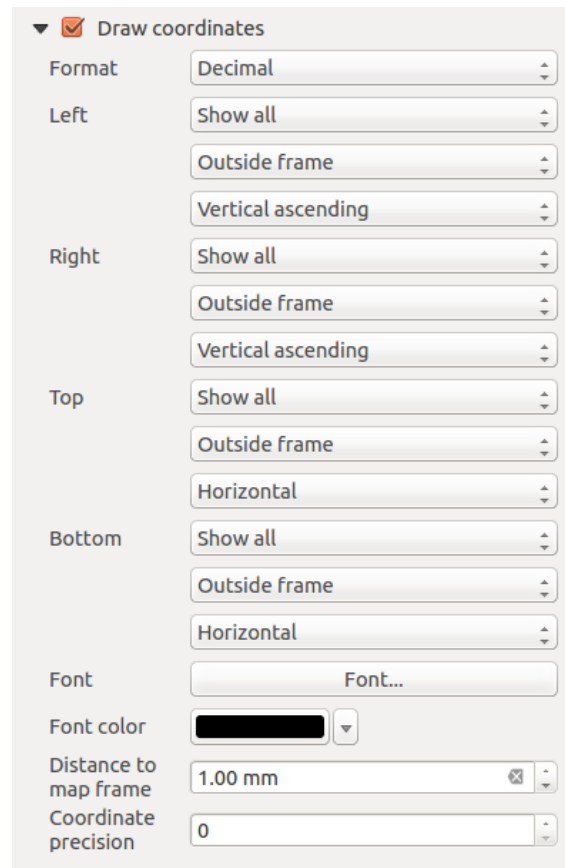 Draw coordinates
Format Decimal
Left Show all
Outside frame
Vertical ascending
Right Show all
Outside frame
Vertical ascending
Top Show all
Outside frame
Horizontal
Bottom Show all
Outside frame
Horizontal
Font Font...
Font color
Distance to
map frame 1.00 mm
Coordinate
precision 0